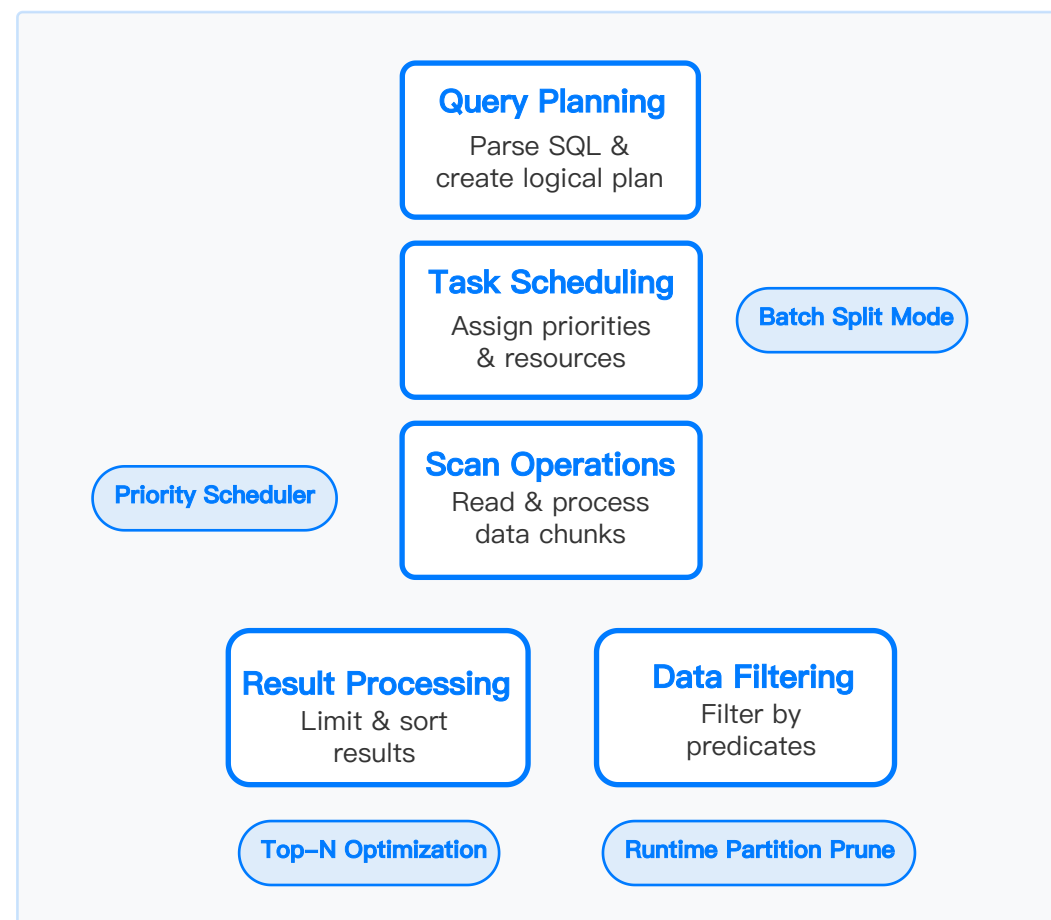 Query Planning
Parse SQL &
create logical plan
Task Scheduling
Assign priorities
& resources
Batch Split Mode
Scan Operations
Read & process
data chunks
Priority Scheduler
Result Processing
Limit & sort
results
Data Filtering
Filter by
predicates
Top-N Optimization
Runtime Partition Prune